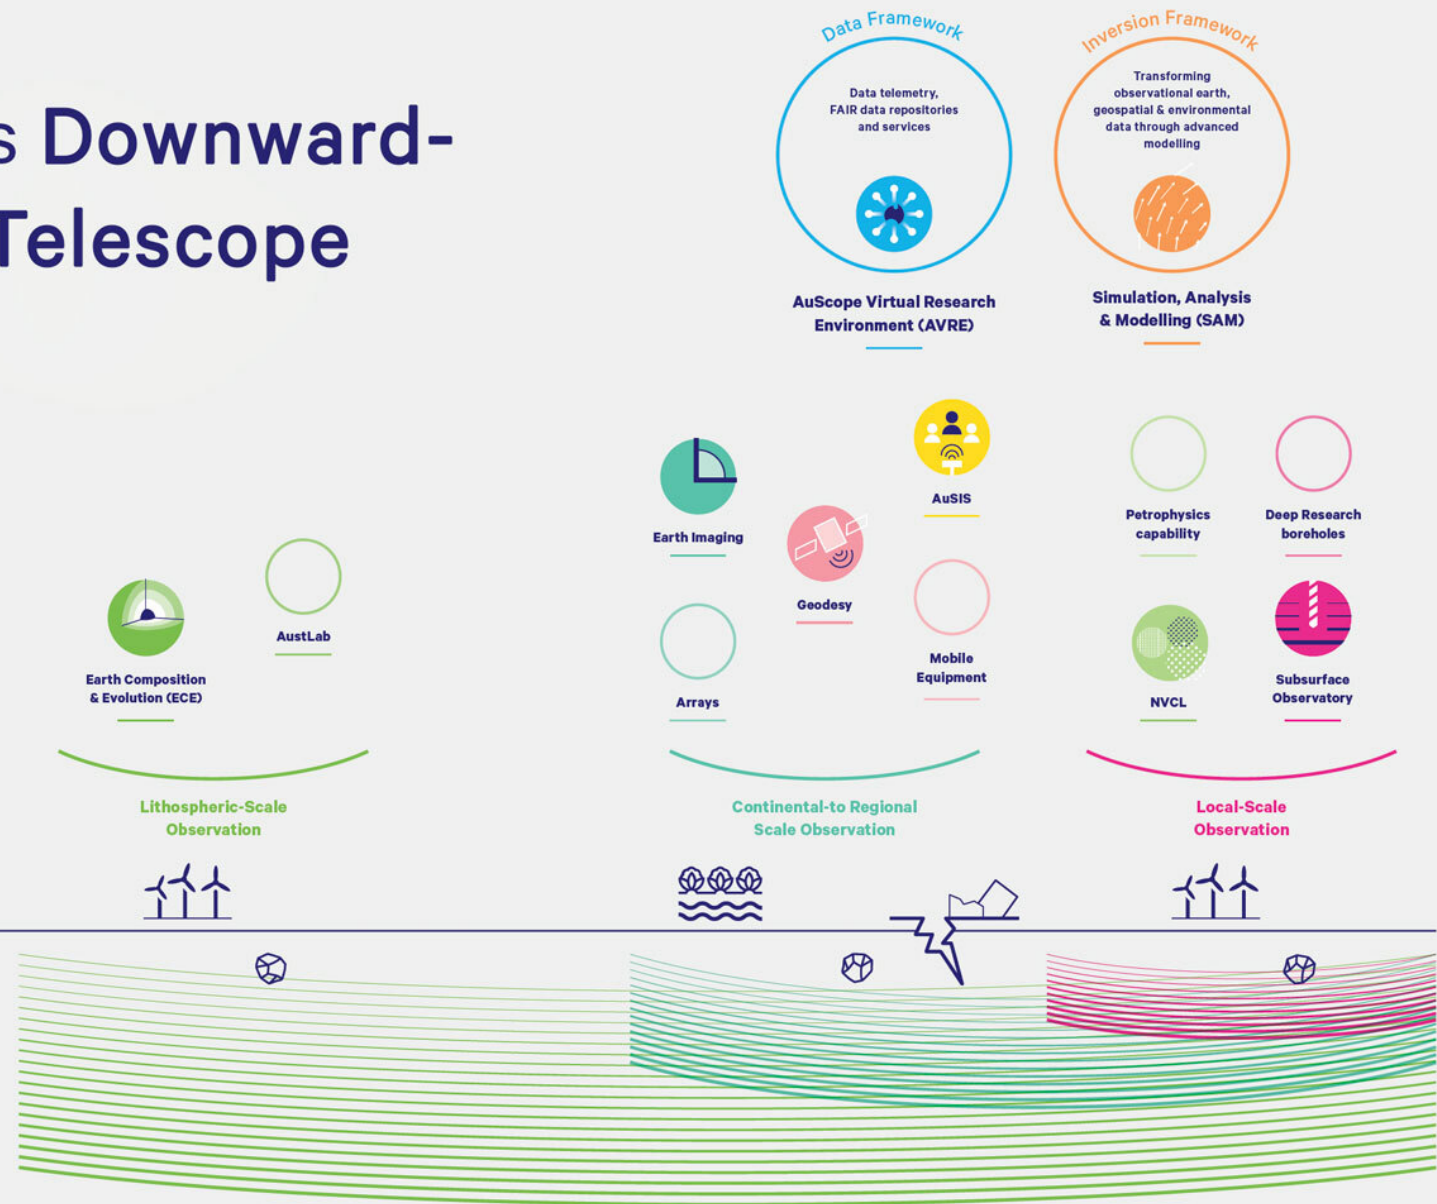 s Downward-
Telescope
Data Framework
Data telemetry,
FAIR data repositories
and services
AuScope Virtual Research
Environment (AVRE)
Inversion Framework
Transforming
observational earth,
geospatial & environmental
data through advanced
modelling
Simulation, Analysis
& Modelling (SAM)
Earth Composition
& Evolution (ECE)
AustLab
Lithospheric-Scale
Observation
Earth Imaging
Arrays
Geodesy
AuSIS
Mobile
Equipment
Continental-to Regional
Scale Observation
Petrophysics
capability
Deep Research
boreholes
NVCL
Subsurface
Observatory
Local-Scale
Observation